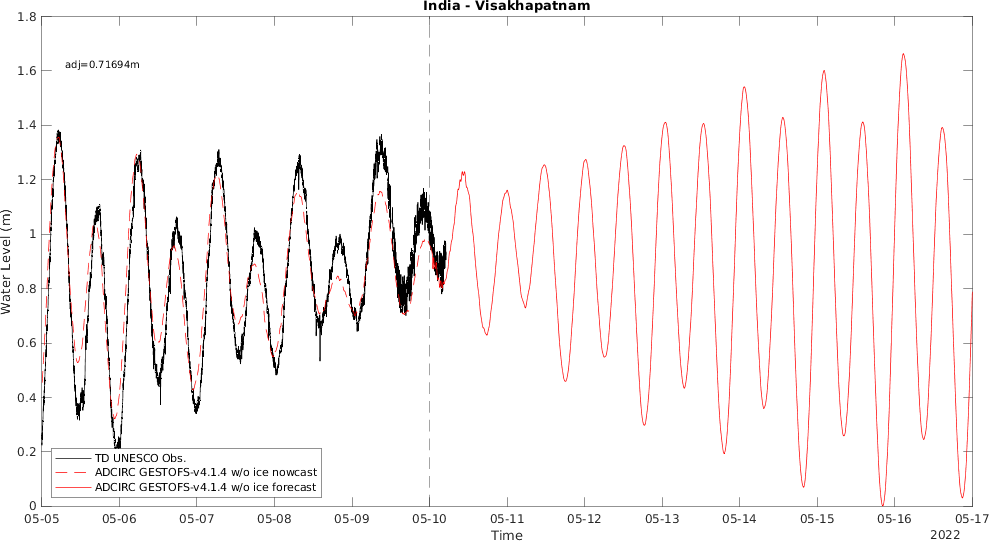 India - Visakhapatnam
1.8
adj=0.71694m
1.6
1.4
1.2
1
0.8
0.6
0.4
0.2
0
Water Level (m)
TD UNESCO Obs.
ADCIRC GESTOFS-v4.1.4 w/o ice nowcast
ADCIRC GESTOFS-v4.1.4 w/o ice forecast
05-05 05-06 05-07 05-08 05-09 05-10 05-11 05-12 05-13 05-14 05-15 05-16 05-17
Time
2022